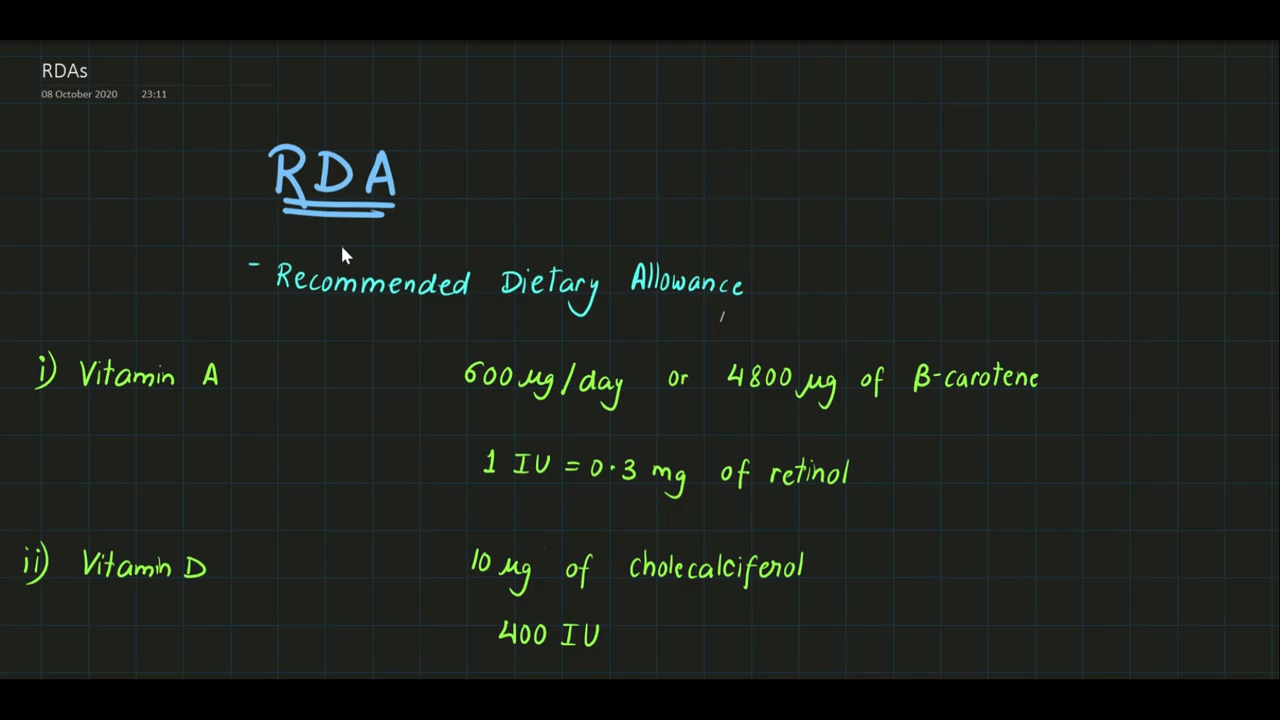 RDAs
08 October 2020 23:11
RDA
- Recommended Dietary Allowance
i) Vitamin A 600 μg/day or 4800 μg of β-carotene
1 IU = 0.3 mg of retinol
ii) Vitamin D 10 μg of cholecalciferol
400 IU